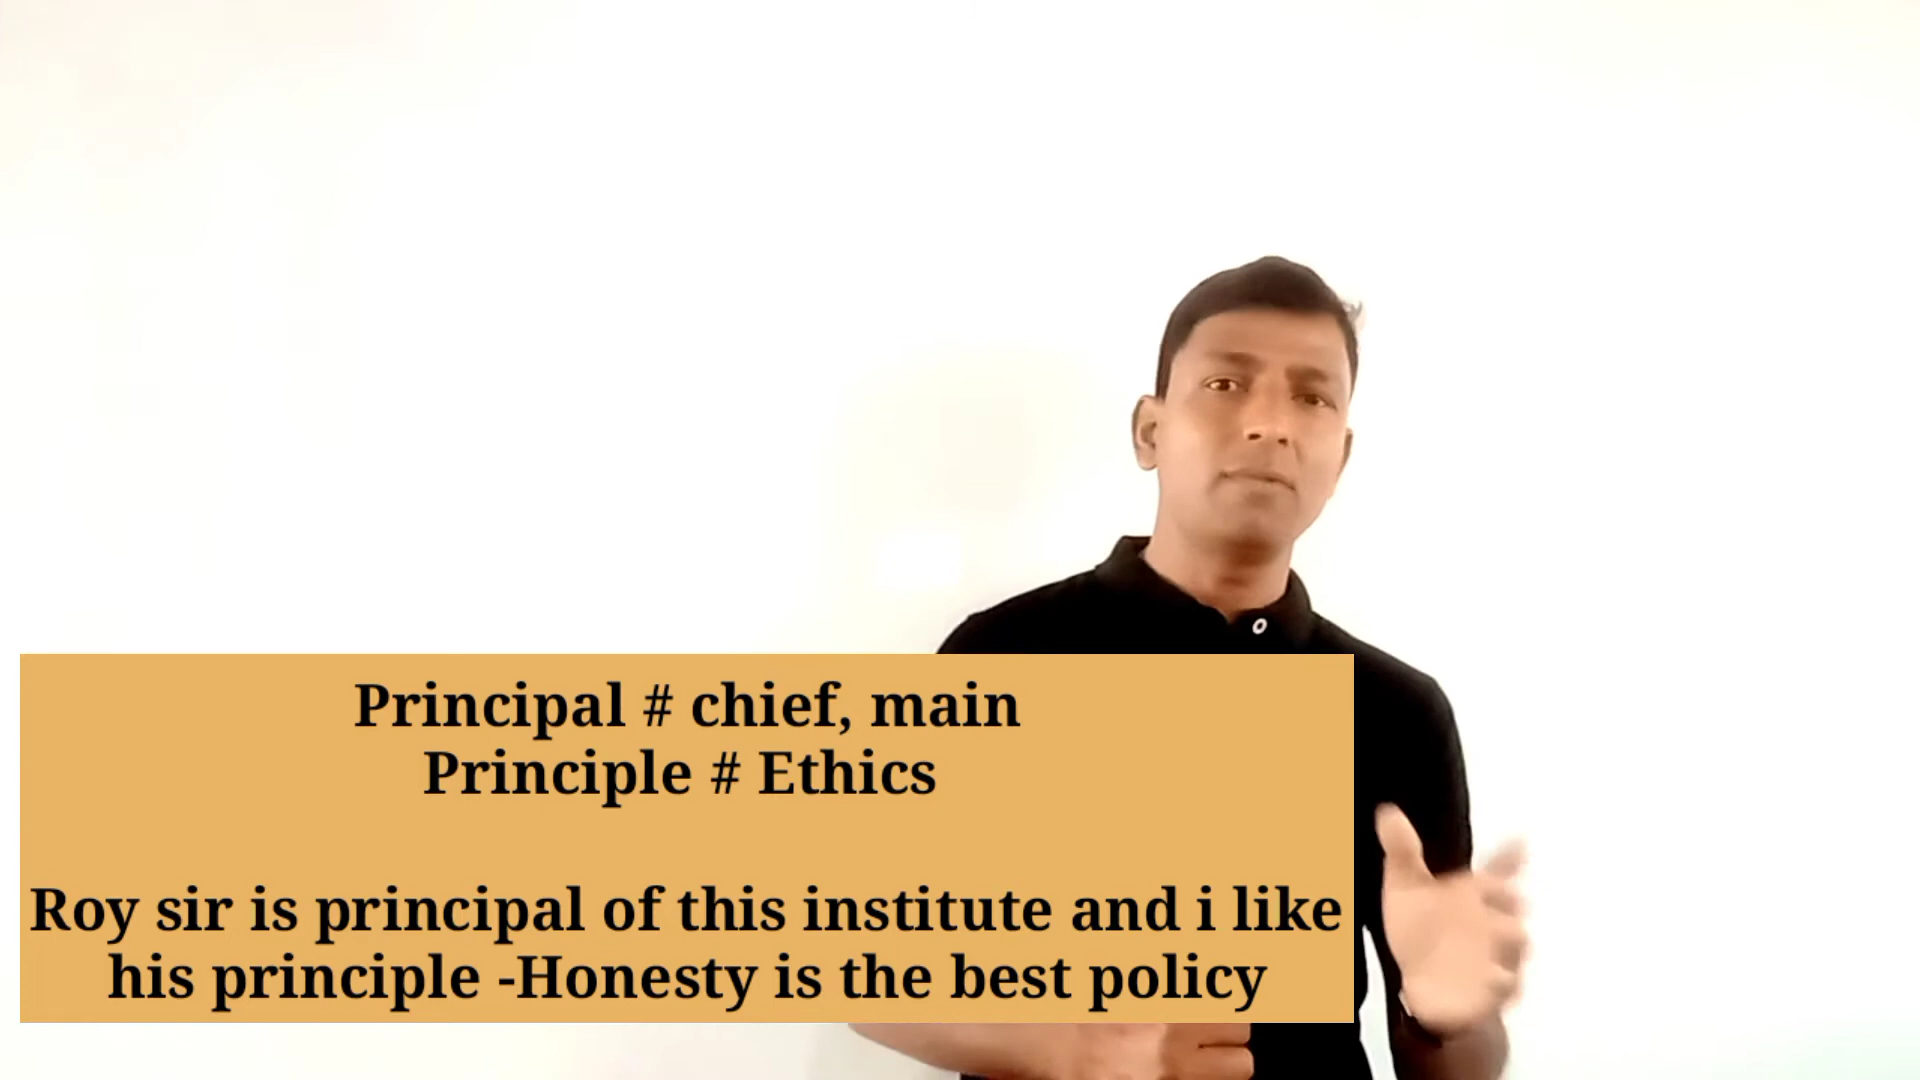 Principal # chief, main
Principle # Ethics
Roy sir is principal of this institute and i like
his principle -Honesty is the best policy